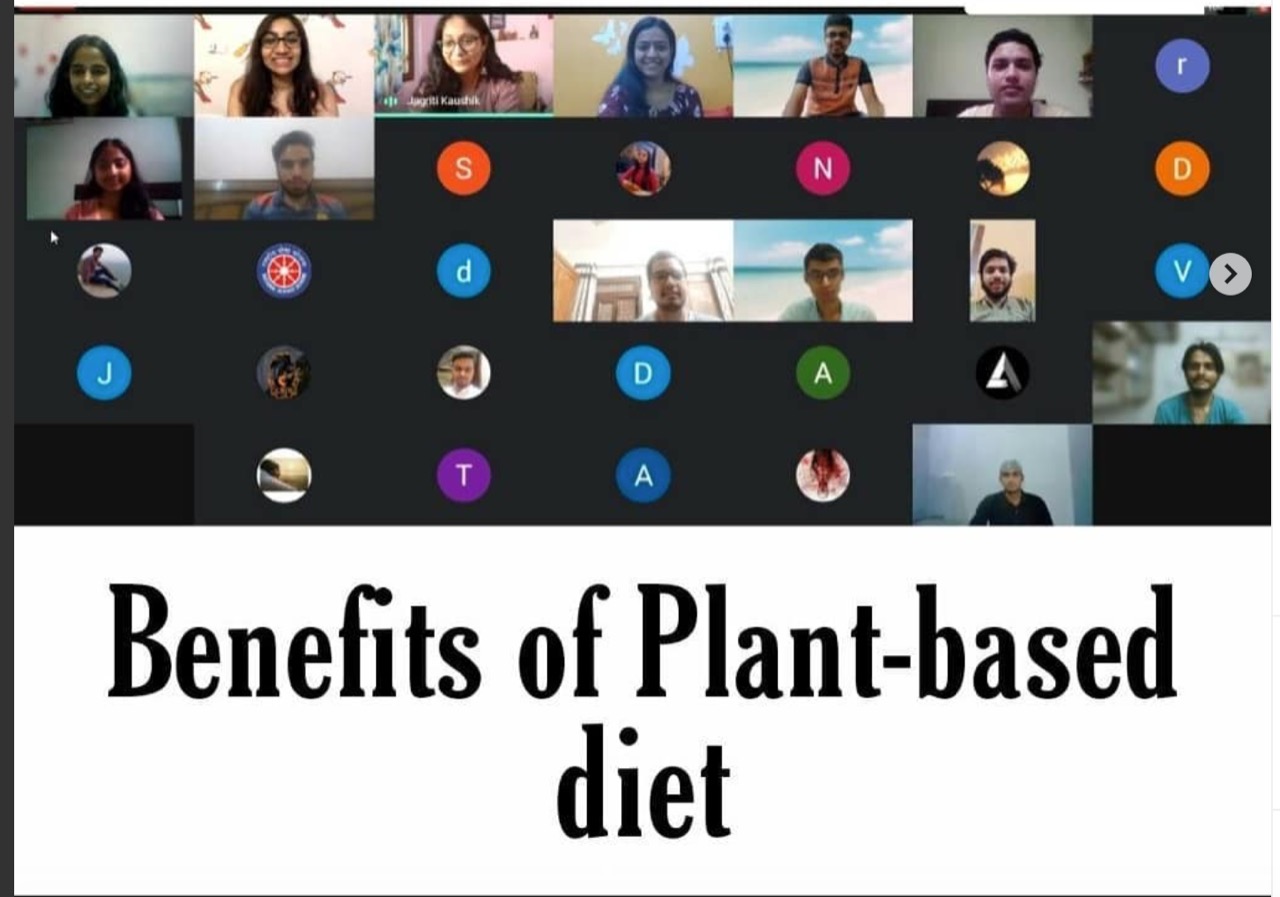 Jagriti Kaushik
r
S
N
D
d
V
J
D
A
T
A
Benefits of Plant-based
diet